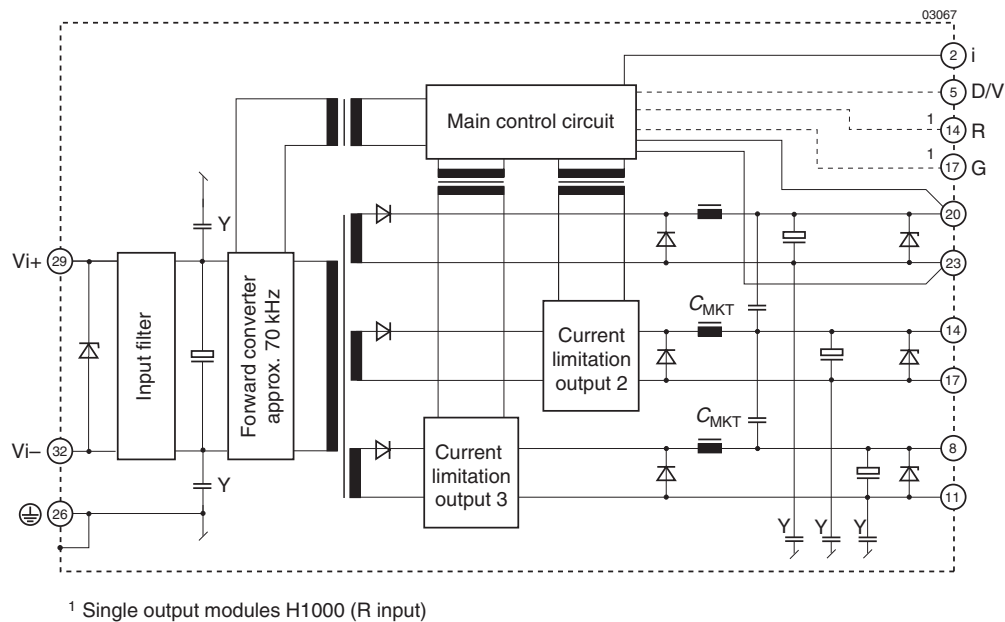 03067
2 i
5 D/V
1 14 R
1 17 G
Main control circuit
Y
20
Vi+ 29
23
Input filter
Forward converter
approx. 70 kHz
CMKT
14
Current
limitation
output 2
17
CMKT
Vi– 32
8
Current
limitation
output 3
Y
11
26
Y Y Y
1 Single output modules H1000 (R input)